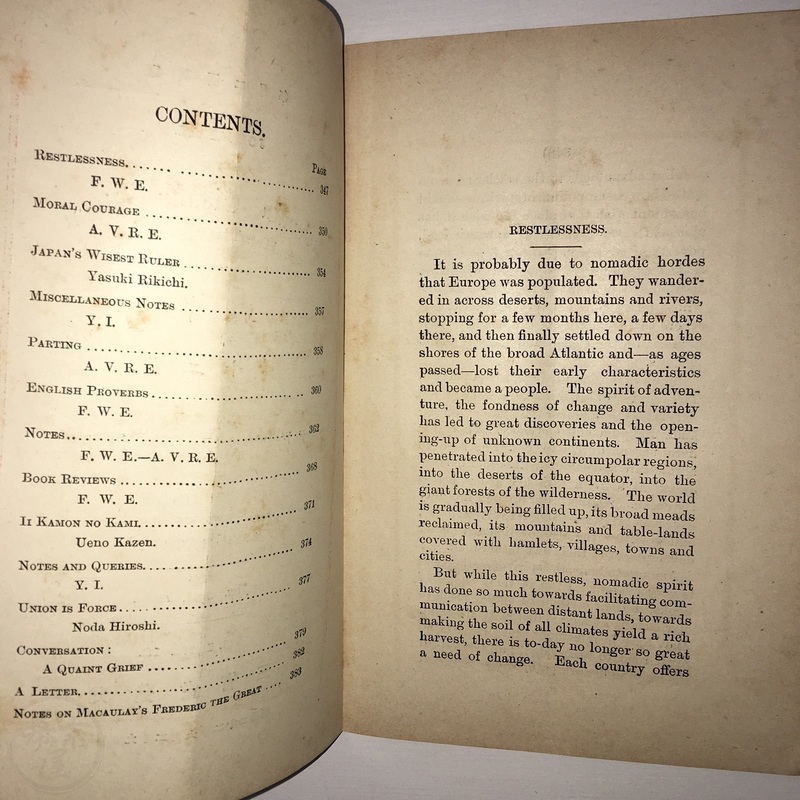 CONTENTS.
PAGE
RESTLESSNESS. 347
F. W. E.
MORAL COURAGE 350
A. V. R. E.
JAPAN'S WISEST RULER 354
Yasuki Rikichi.
MISCELLANEOUS NOTES 357
Y. I.
PARTING 358
A. V. R. E.
ENGLISH PROVERBS 360
F. W. E.
NOTES 362
F. W. E.—A. V. R. E.
BOOK REVIEWS 368
F. W. E.
II KAMON NO KAMI. 371
Ueno Kazen.
NOTES AND QUERIES. 374
Y. I.
UNION IS FORCE 377
Noda Hiroshi.
CONVERSATION:
A QUAINT GRIEF 379
A LETTER. 382
NOTES ON MACAULAY'S FREDERIC THE GREAT 383
RESTLESSNESS.
It is probably due to nomadic hordes
that Europe was populated. They wander-
ed in across deserts, mountains and rivers,
stopping for a few months here, a few days
there, and then finally settled down on the
shores of the broad Atlantic and—as ages
passed—lost their early characteristics
and became a people. The spirit of adven-
ture, the fondness of change and variety
has led to great discoveries and the open-
ing-up of unknown continents. Man has
penetrated into the icy circumpolar regions,
into the deserts of the equator, into the
giant forests of the wilderness. The world
is gradually being filled up, its broad meads
reclaimed, its mountains and table-lands
covered with hamlets, villages, towns and
cities.
But while this restless, nomadic spirit
has done so much towards facilitating com-
munication between distant lands, towards
making the soil of all climates yield a rich
harvest, there is to-day no longer so great
a need of change. Each country offers